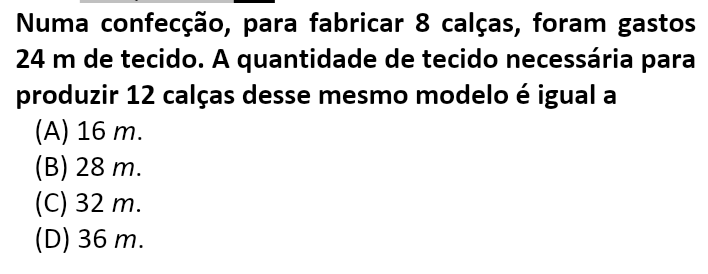 Numa confecção, para fabricar 8 calças, foram gastos
24 m de tecido. A quantidade de tecido necessária para
produzir 12 calças desse mesmo modelo é igual a
(A) 16 m.
(B) 28 m.
(C) 32 m.
(D) 36 m.